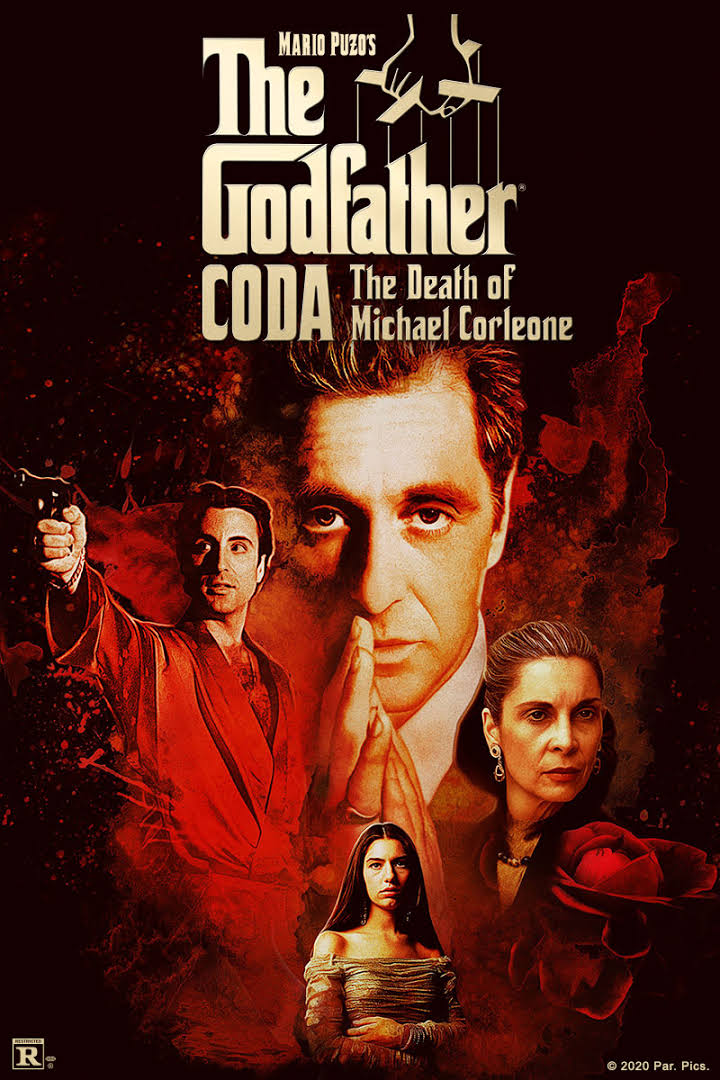 MARIO PUZO'S
The
Godfather®
CODA The Death of
Michael Corleone
RESTRICTED
R
© 2020 Par. Pics.